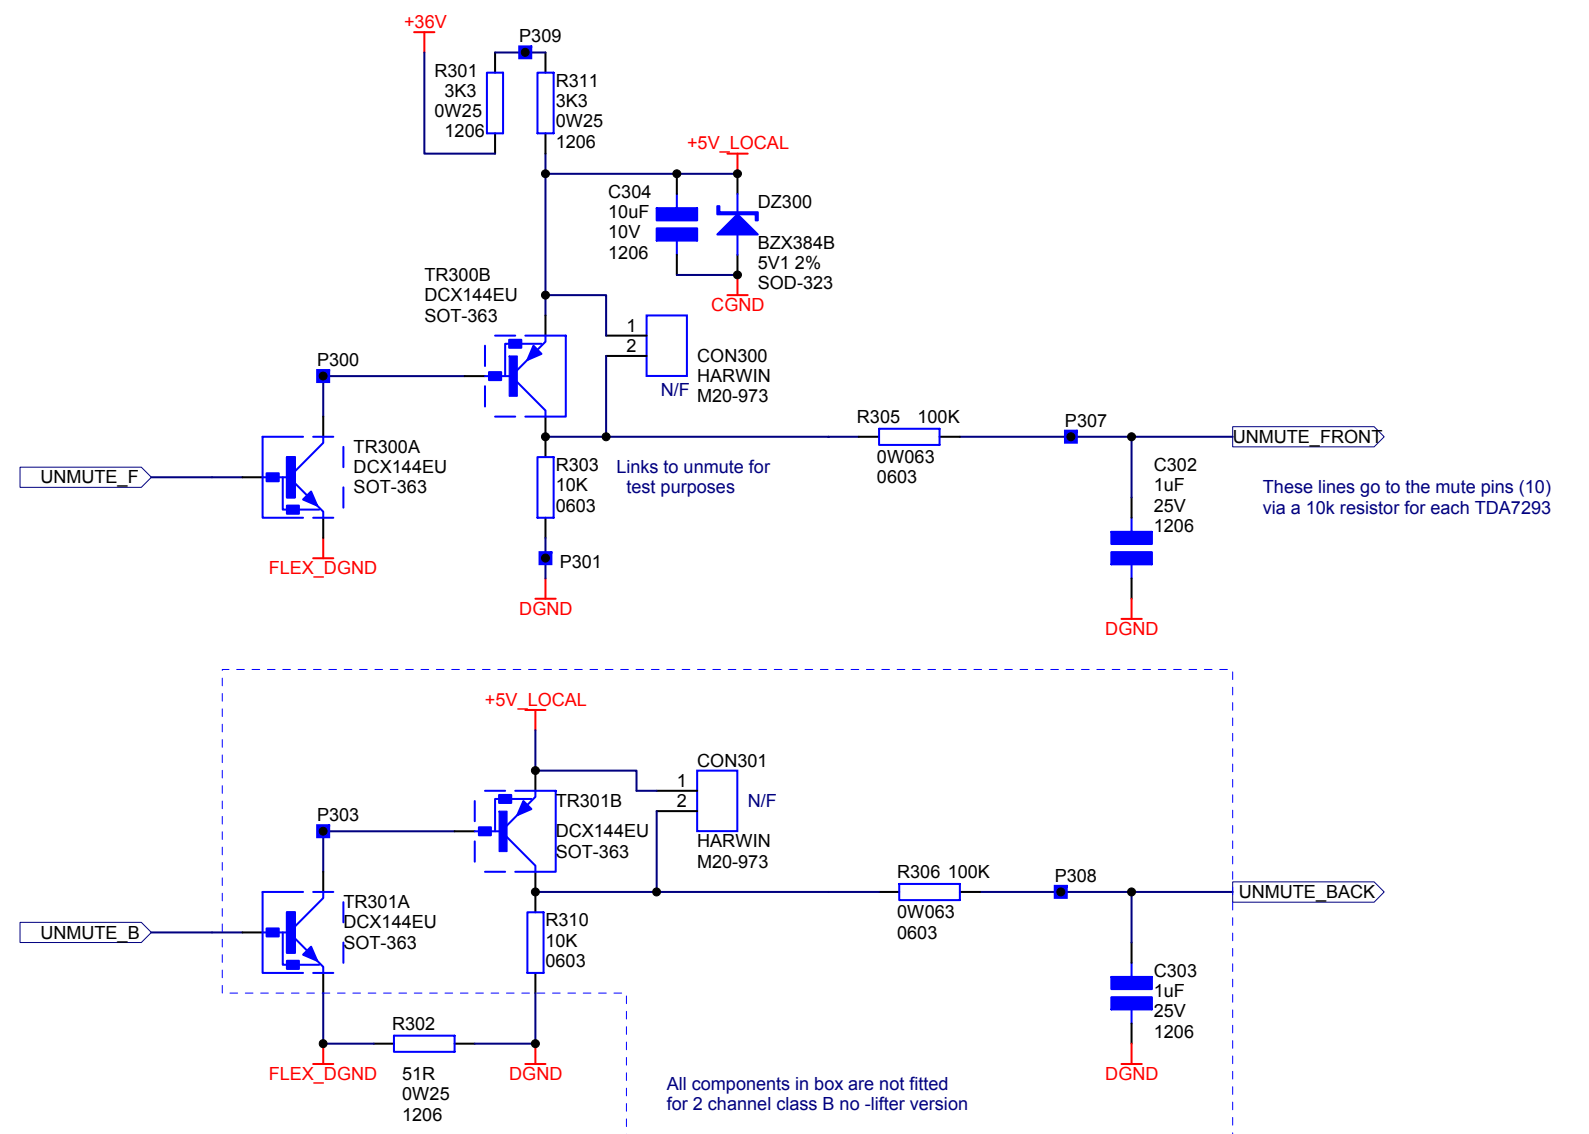 +36V
P309
R301
3K3
0W25
1206
R311
3K3
0W25
1206
+5V_LOCAL
C304
10uF
10V
1206
DZ300
BZX384B
5V1 2%
SOD-323
CGND
TR300B
DCX144EU
SOT-363
1
2
CON300
HARWIN
M20-973
N/F
P300
TR300A
DCX144EU
SOT-363
UNMUTE_F
FLEX_DGND
R303
10K
0603
Links to unmute for
test purposes
P301
DGND
R305 100K
0W063
0603
P307
UNMUTE_FRONT
C302
1uF
25V
1206
DGND
These lines go to the mute pins (10)
via a 10k resistor for each TDA7293
+5V_LOCAL
CON301
1
2
N/F
HARWIN
M20-973
TR301B
DCX144EU
SOT-363
P303
TR301A
DCX144EU
SOT-363
UNMUTE_B
R310
10K
0603
R306 100K
0W063
0603
P308
UNMUTE_BACK
C303
1uF
25V
1206
DGND
R302
51R
0W25
1206
FLEX_DGND
DGND
All components in box are not fitted
for 2 channel class B no -lifter version